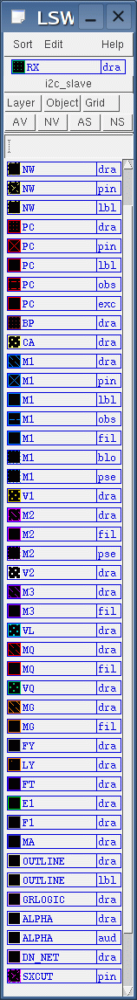 LSW
Sort Edit Help
RX dra
i2c_slave
Layer Object Grid
AV NV AS NS
NW dra
NW pin
NW lbl
PC dra
PC pin
PC lbl
PC obs
PC exc
BP dra
CA dra
M1 dra
M1 pin
M1 lbl
M1 obs
M1 fil
M1 blo
M1 pse
V1 dra
M2 dra
M2 fil
M2 pse
V2 dra
M3 dra
M3 fil
VL dra
MQ dra
MQ fil
VQ dra
MG dra
MG fil
FY dra
LY dra
FT dra
E1 dra
F1 dra
MA dra
OUTLINE dra
OUTLINE lbl
GRLOGIC dra
ALPHA dra
ALPHA aud
DN_NET dra
SXCUT pin